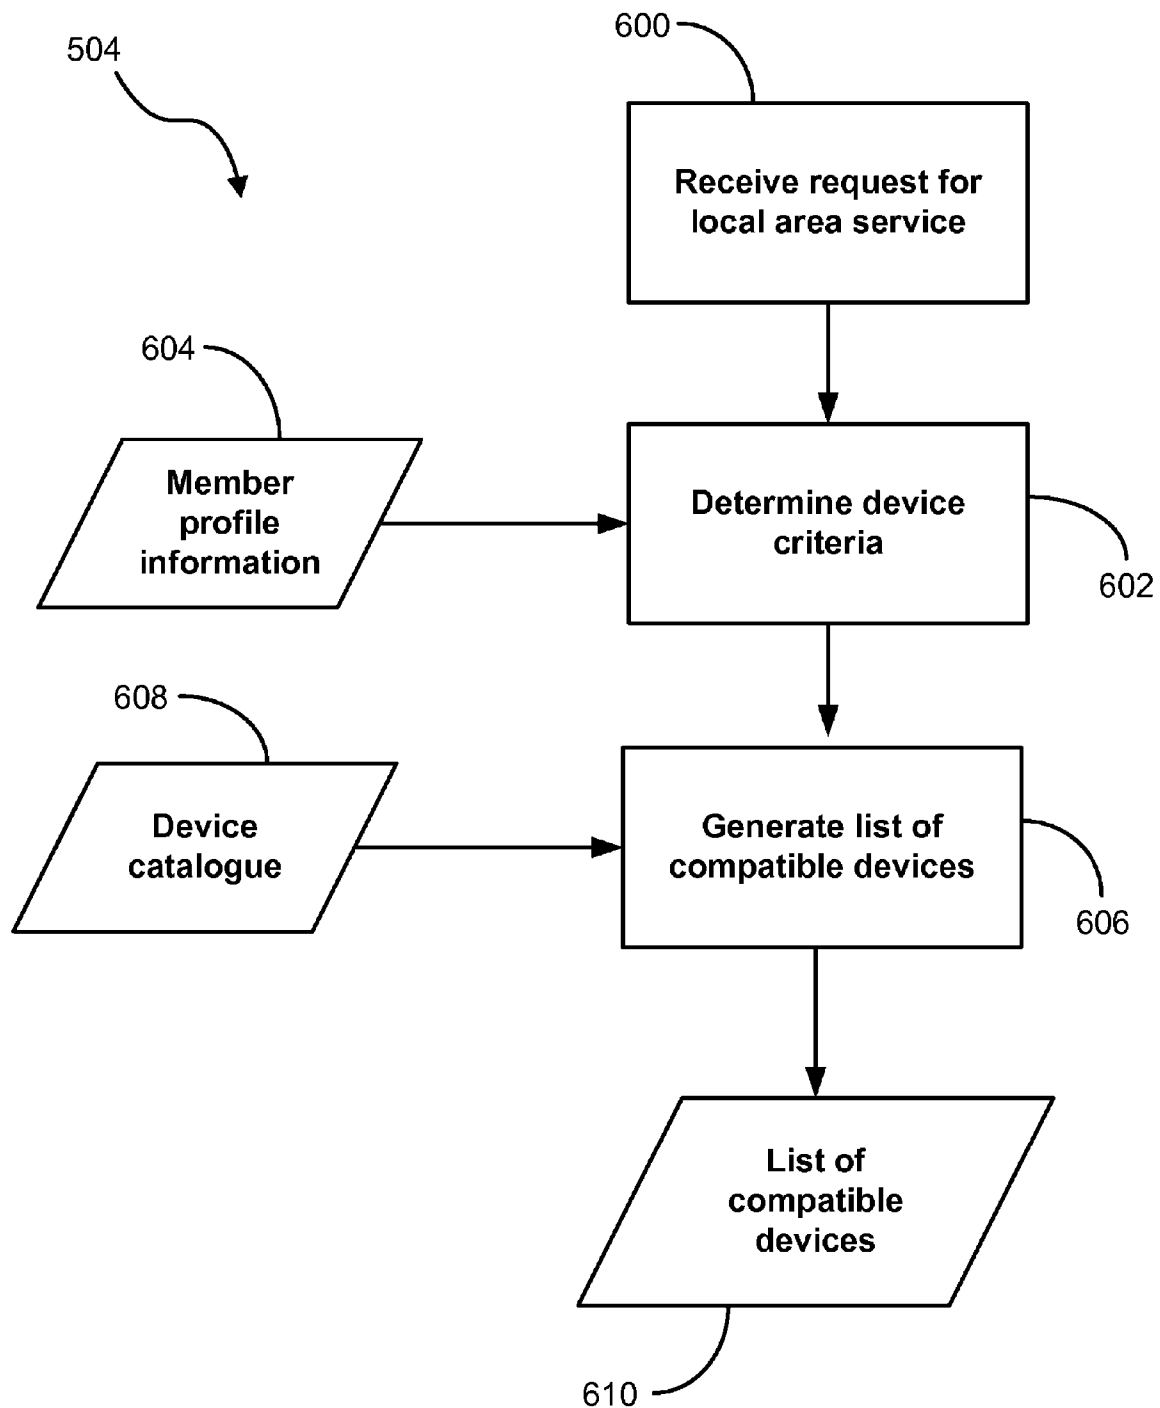 600
504
Receive request for
local area service
604
Member
profile
information
Determine device
criteria
602
608
Device
catalogue
Generate list of
compatible devices
606
List of
compatible
devices
610